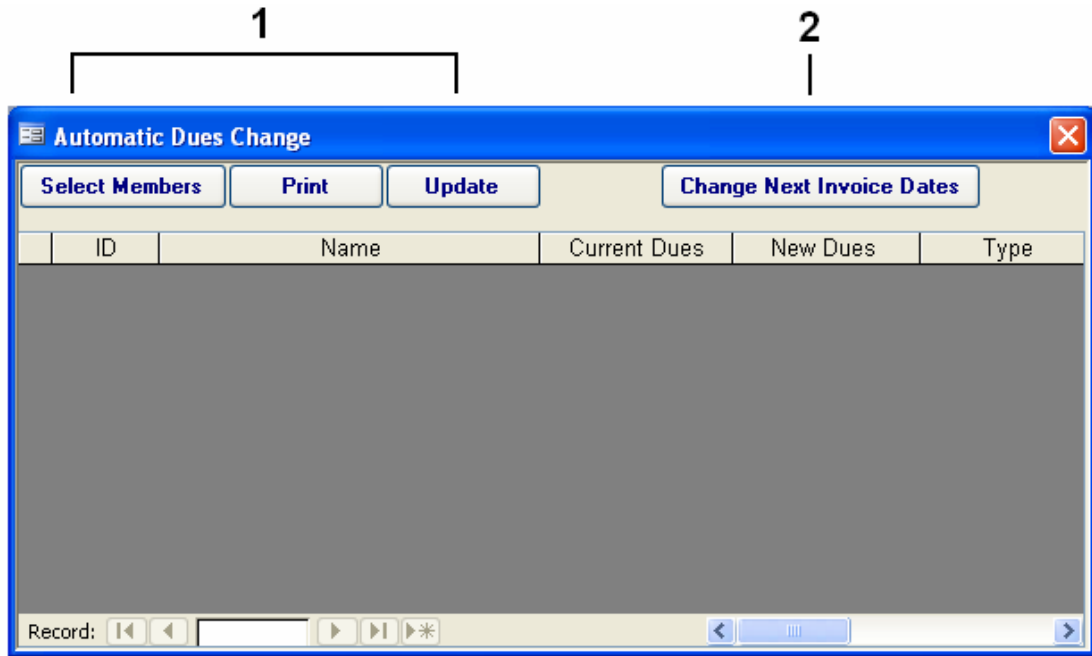 1 2
Automatic Dues Change
Select Members Print Update Change Next Invoice Dates
ID Name Current Dues New Dues Type
Record: